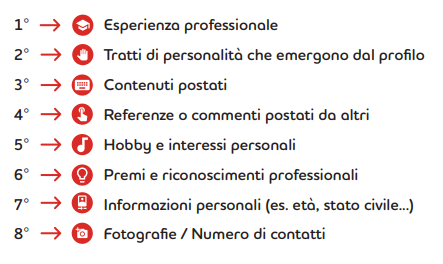 1° → Esperienza professionale
2° → Tratti di personalità che emergono dal profilo
3° → Contenuti postati
4° → Referenze o commenti postati da altri
5° → Hobby e interessi personali
6° → Premi e riconoscimenti professionali
7° → Informazioni personali (es. età, stato civile...)
8° → Fotografie / Numero di contatti